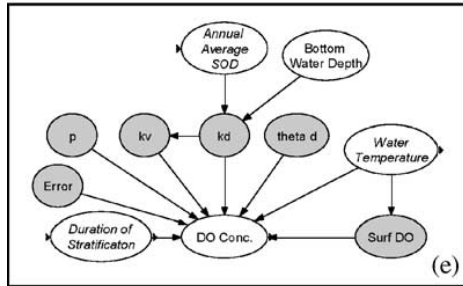 Annual
Average
SOD
Bottom
Water Depth
p
kv
kd
theta d
Water
Temperature
Error
Duration of
Stratificaton
DO Conc.
Surf DO
(e)